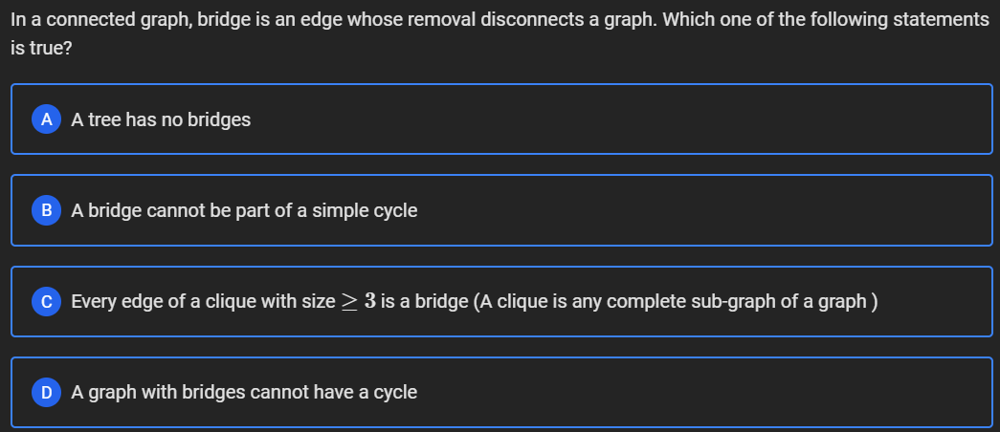 In a connected graph, bridge is an edge whose removal disconnects a graph. Which one of the following statements
is true?
A A tree has no bridges
B A bridge cannot be part of a simple cycle
C Every edge of a clique with size ≥ 3 is a bridge (A clique is any complete sub-graph of a graph )
D A graph with bridges cannot have a cycle